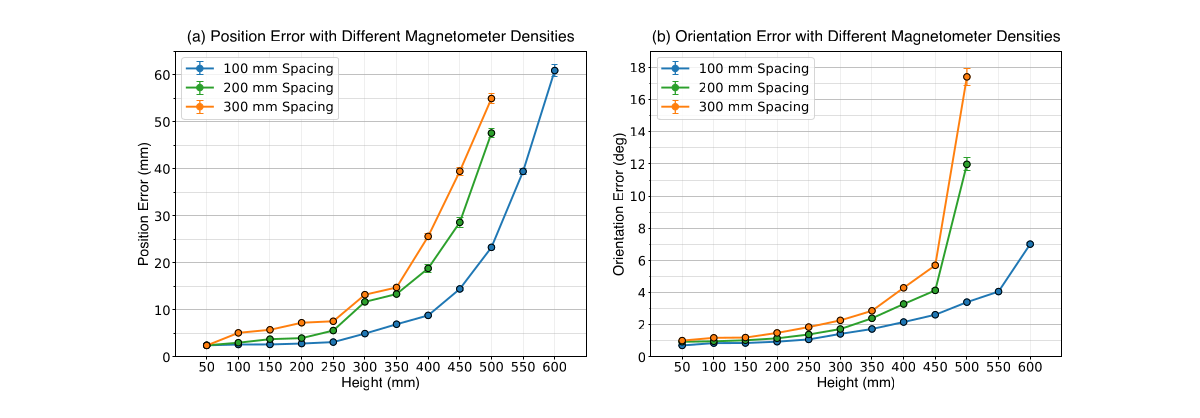 (a) Position Error with Different Magnetometer Densities
100 mm Spacing
200 mm Spacing
300 mm Spacing
Position Error (mm)
60
50
40
30
20
10
0
50 100 150 200 250 300 350 400 450 500 550 600
Height (mm)
(b) Orientation Error with Different Magnetometer Densities
100 mm Spacing
200 mm Spacing
300 mm Spacing
Orientation Error (deg)
18
16
14
12
10
8
6
4
2
0
50 100 150 200 250 300 350 400 450 500 550 600
Height (mm)